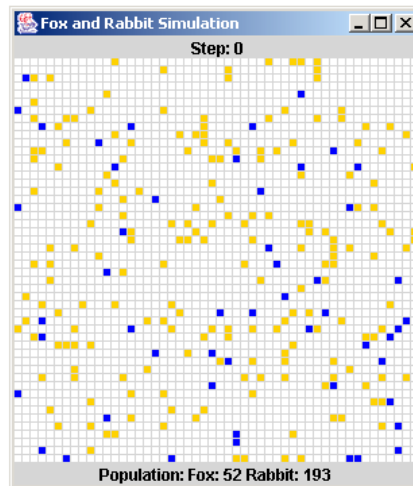 Fox and Rabbit Simulation
Step: 0
Population: Fox: 52 Rabbit: 193